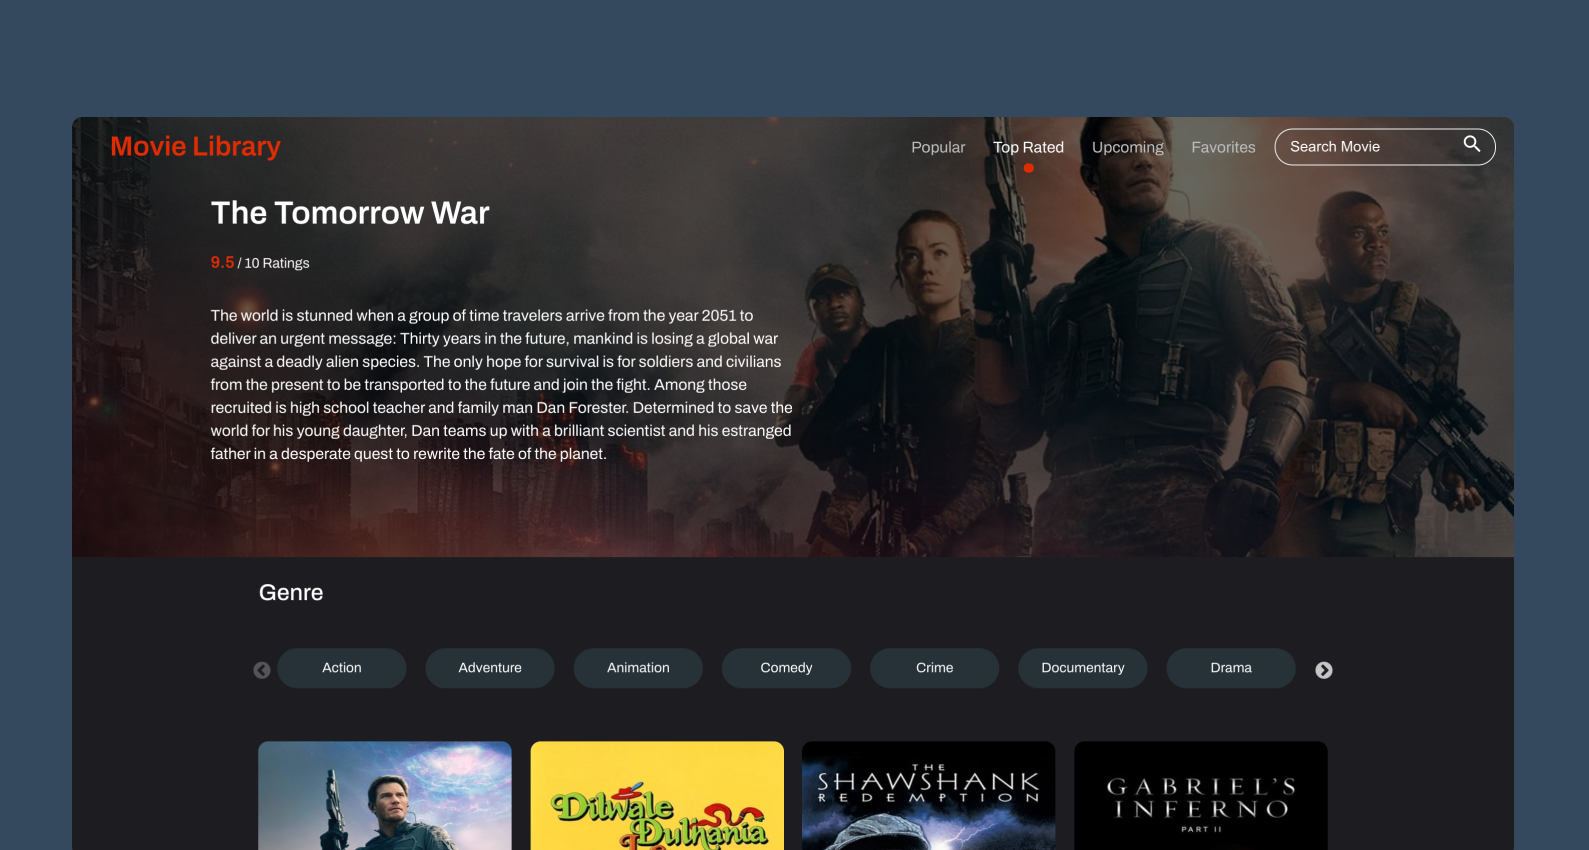 Movie Library
Popular
Top Rated
Upcoming
Favorites
Search Movie
The Tomorrow War
9.5 / 10 Ratings
The world is stunned when a group of time travelers arrive from the year 2051 to
deliver an urgent message: Thirty years in the future, mankind is losing a global war
against a deadly alien species. The only hope for survival is for soldiers and civilians
from the present to be transported to the future and join the fight. Among those
recruited is high school teacher and family man Dan Forester. Determined to save the
world for his young daughter, Dan teams up with a brilliant scientist and his estranged
father in a desperate quest to rewrite the fate of the planet.
Genre
Action
Adventure
Animation
Comedy
Crime
Documentary
Drama
Dilwale
Dulhania
THE
SHAWSHANK
REDEMPTION
GABRIEL'S
INFERNO
PART II